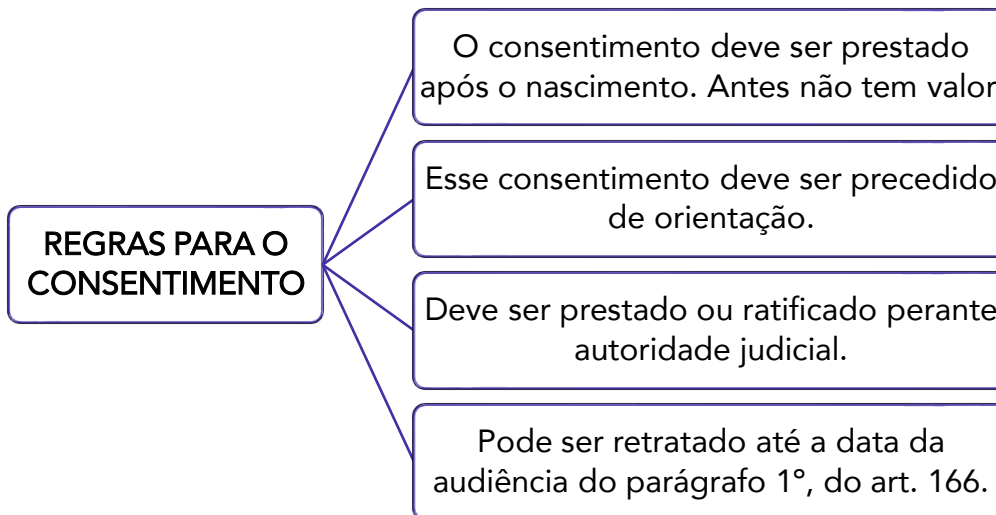 REGRAS PARA O
CONSENTIMENTO
O consentimento deve ser prestado
após o nascimento. Antes não tem valor
Esse consentimento deve ser precedido
de orientação.
Deve ser prestado ou ratificado perante
autoridade judicial.
Pode ser retratado até a data da
audiência do parágrafo 1º, do art. 166.